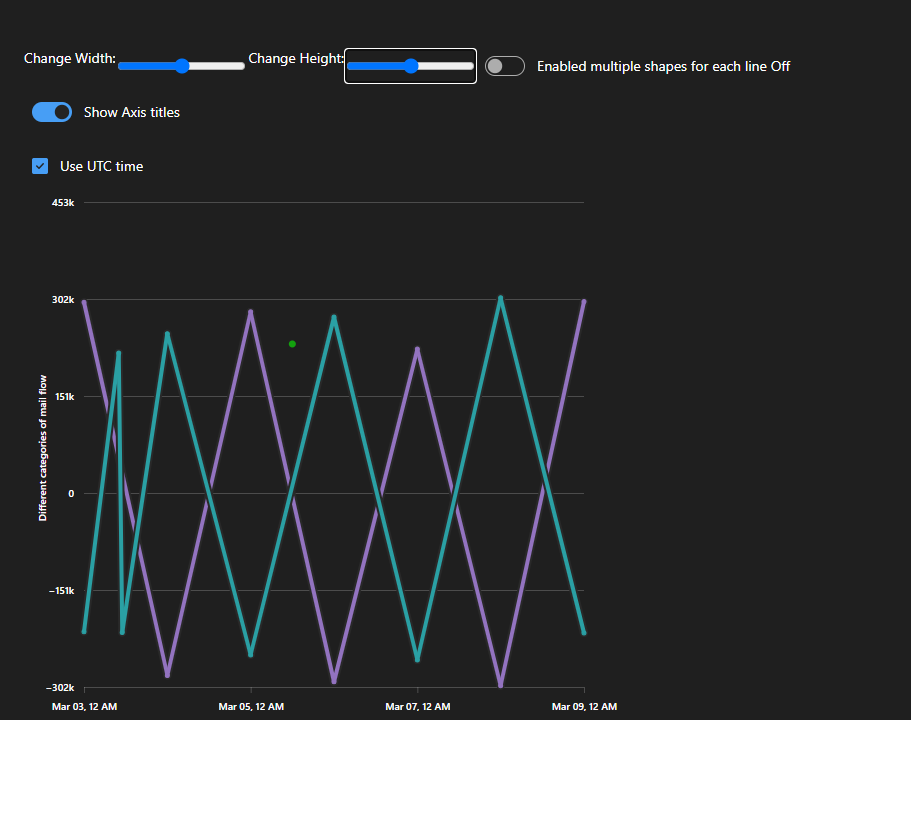 Change Width:
Change Height:
Enabled multiple shapes for each line Off
Show Axis titles
Use UTC time
453k
302k
151k
0
−151k
−302k
Different categories of mail flow
Mar 03, 12 AM
Mar 05, 12 AM
Mar 07, 12 AM
Mar 09, 12 AM